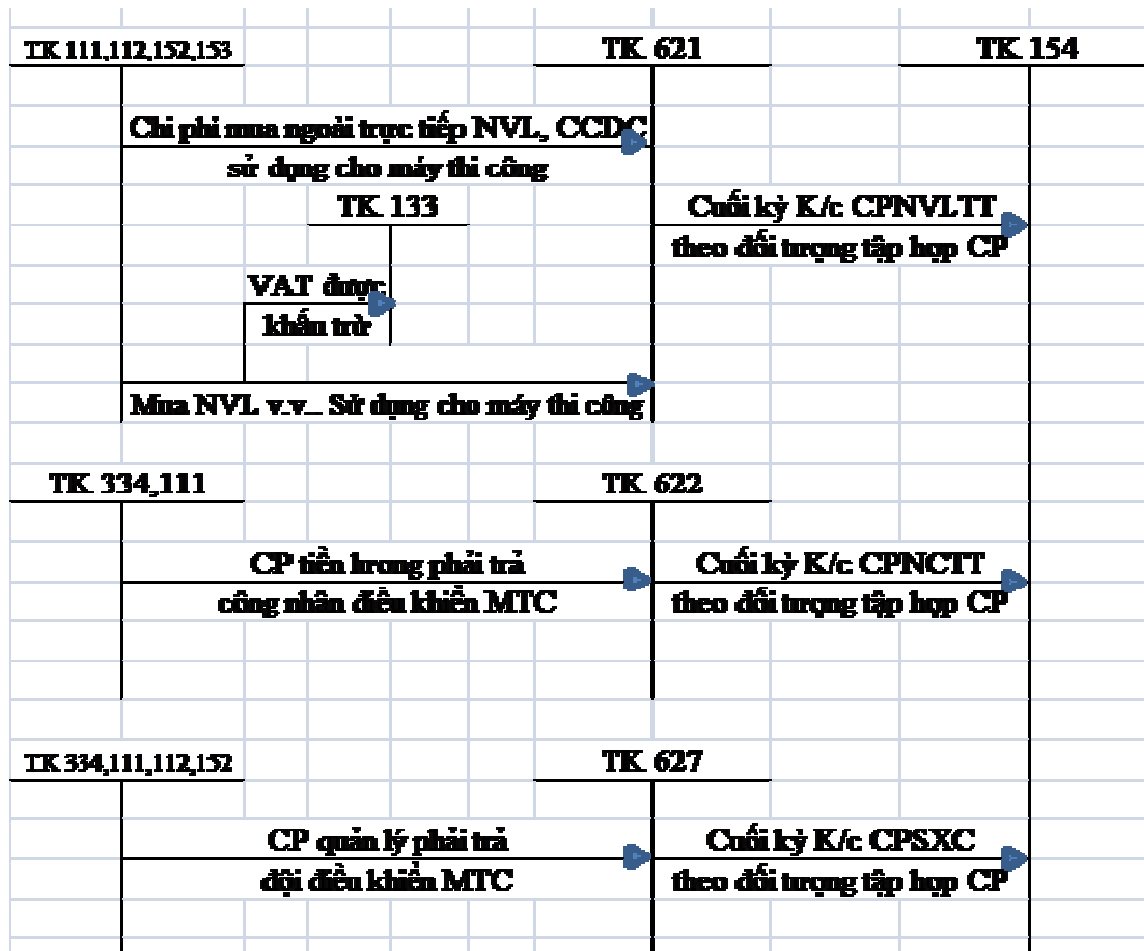 TK 111,112,152,153
TK 621
TK 154
Chi phí mua ngoài trực tiếp NVL, CCDC
sử dụng cho máy thi công
TK 133
Cuối kỳ K/c CPNVLTT
theo đối tượng tập hợp CP
VAT được
khấu trừ
Mua NVL v.v... Sử dụng cho máy thi công
TK 334,111
TK 622
CP tiền lương phải trả
công nhân điều khiển MTC
Cuối kỳ K/c CPNCTT
theo đối tượng tập hợp CP
TK 334,111,112,152
TK 627
CP quản lý phải trả
đội điều khiển MTC
Cuối kỳ K/c CPSXC
theo đối tượng tập hợp CP